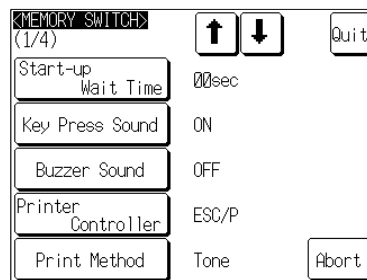 <MEMORY SWITCH>
(1/4)
Quit
Start-up
Wait Time
00sec
Key Press Sound
ON
Buzzer Sound
OFF
Printer
Controller
ESC/P
Print Method
Tone
Abort